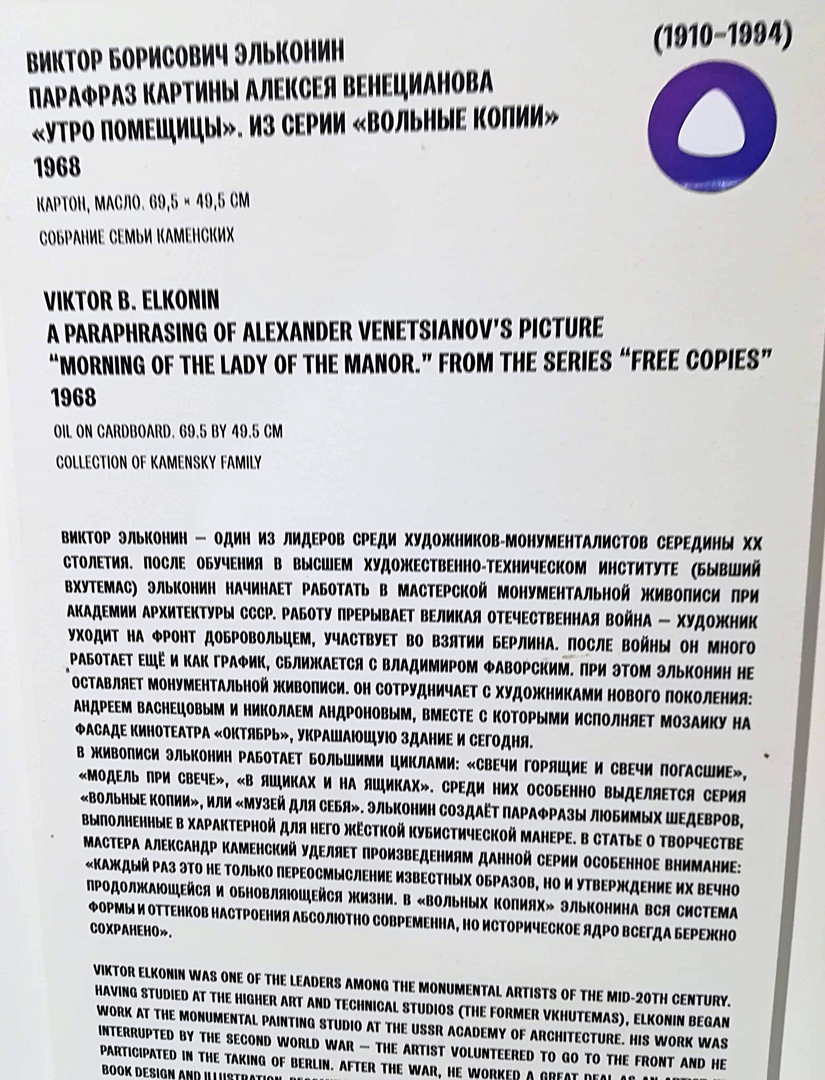 ВИКТОР БОРИСОВИЧ ЭЛЬКОНИН
(1910–1994)
ПАРАФРАЗ КАРТИНЫ АЛЕКСЕЯ ВЕНЕЦИАНОВА
«УТРО ПОМЕЩИЦЫ». ИЗ СЕРИИ «ВОЛЬНЫЕ КОПИИ»
1968
КАРТОН, МАСЛО. 69,5 × 49,5 СМ
СОБРАНИЕ СЕМЬИ КАМЕНСКИХ
VIKTOR B. ELKONIN
A PARAPHRASING OF ALEXANDER VENETSIANOV'S PICTURE
“MORNING OF THE LADY OF THE MANOR.” FROM THE SERIES “FREE COPIES”
1968
OIL ON CARDBOARD. 69.5 BY 49.5 CM
COLLECTION OF KAMENSKY FAMILY
ВИКТОР ЭЛЬКОНИН — ОДИН ИЗ ЛИДЕРОВ СРЕДИ ХУДОЖНИКОВ-МОНУМЕНТАЛИСТОВ СЕРЕДИНЫ ХХ
СТОЛЕТИЯ. ПОСЛЕ ОБУЧЕНИЯ В ВЫСШЕМ ХУДОЖЕСТВЕННО-ТЕХНИЧЕСКОМ ИНСТИТУТЕ (БЫВШИЙ
ВХУТЕМАС) ЭЛЬКОНИН НАЧИНАЕТ РАБОТАТЬ В МАСТЕРСКОЙ МОНУМЕНТАЛЬНОЙ ЖИВОПИСИ ПРИ
АКАДЕМИИ АРХИТЕКТУРЫ СССР. РАБОТУ ПРЕРЫВАЕТ ВЕЛИКАЯ ОТЕЧЕСТВЕННАЯ ВОЙНА — ХУДОЖНИК
УХОДИТ НА ФРОНТ ДОБРОВОЛЬЦЕМ, УЧАСТВУЕТ ВО ВЗЯТИИ БЕРЛИНА. ПОСЛЕ ВОЙНЫ ОН МНОГО
РАБОТАЕТ ЕЩЁ И КАК ГРАФИК, СБЛИЖАЕТСЯ С ВЛАДИМИРОМ ФАВОРСКИМ. ПРИ ЭТОМ ЭЛЬКОНИН НЕ
ОСТАВЛЯЕТ МОНУМЕНТАЛЬНОЙ ЖИВОПИСИ. ОН СОТРУДНИЧАЕТ С ХУДОЖНИКАМИ НОВОГО ПОКОЛЕНИЯ:
АНДРЕЕМ ВАСНЕЦОВЫМ И НИКОЛАЕМ АНДРОНОВЫМ, ВМЕСТЕ С КОТОРЫМИ ИСПОЛНЯЕТ МОЗАИКУ НА
ФАСАДЕ КИНОТЕАТРА «ОКТЯБРЬ», УКРАШАЮЩУЮ ЗДАНИЕ И СЕГОДНЯ.
В ЖИВОПИСИ ЭЛЬКОНИН РАБОТАЕТ БОЛЬШИМИ ЦИКЛАМИ: «СВЕЧИ ГОРЯЩИЕ И СВЕЧИ ПОГАСШИЕ»,
«МОДЕЛЬ ПРИ СВЕЧЕ», «В ЯЩИКАХ И НА ЯЩИКАХ». СРЕДИ НИХ ОСОБЕННО ВЫДЕЛЯЕТСЯ СЕРИЯ
«ВОЛЬНЫЕ КОПИИ», ИЛИ «МУЗЕЙ ДЛЯ СЕБЯ». ЭЛЬКОНИН СОЗДАЁТ ПАРАФРАЗЫ ЛЮБИМЫХ ШЕДЕВРОВ,
ВЫПОЛНЕННЫЕ В ХАРАКТЕРНОЙ ДЛЯ НЕГО ЖЁСТКОЙ КУБИСТИЧЕСКОЙ МАНЕРЕ. В СТАТЬЕ О ТВОРЧЕСТВЕ
МАСТЕРА АЛЕКСАНДР КАМЕНСКИЙ УДЕЛЯЕТ ПРОИЗВЕДЕНИЯМ ДАННОЙ СЕРИИ ОСОБЕННОЕ ВНИМАНИЕ:
«КАЖДЫЙ РАЗ ЭТО НЕ ТОЛЬКО ПЕРЕОСМЫСЛЕНИЕ ИЗВЕСТНЫХ ОБРАЗОВ, НО И УТВЕРЖДЕНИЕ ИХ ВЕЧНО
ПРОДОЛЖАЮЩЕЙСЯ И ОБНОВЛЯЮЩЕЙСЯ ЖИЗНИ. В «ВОЛЬНЫХ КОПИЯХ» ЭЛЬКОНИНА ВСЯ СИСТЕМА
ФОРМЫ И ОТТЕНКОВ НАСТРОЕНИЯ АБСОЛЮТНО СОВРЕМЕННА, НО ИСТОРИЧЕСКОЕ ЯДРО ВСЕГДА БЕРЕЖНО
СОХРАНЕНО».
VIKTOR ELKONIN WAS ONE OF THE LEADERS AMONG THE MONUMENTAL ARTISTS OF THE MID-20TH CENTURY.
HAVING STUDIED AT THE HIGHER ART AND TECHNICAL STUDIOS (THE FORMER VKHUTEMAS), ELKONIN BEGAN
WORK AT THE MONUMENTAL PAINTING STUDIO AT THE USSR ACADEMY OF ARCHITECTURE. HIS WORK WAS
INTERRUPTED BY THE SECOND WORLD WAR — THE ARTIST VOLUNTEERED TO GO TO THE FRONT AND HE
PARTICIPATED IN THE TAKING OF BERLIN. AFTER THE WAR, HE WORKED A GREAT DEAL AS AN
BOOK DESIGN AND ILLUSTRATION